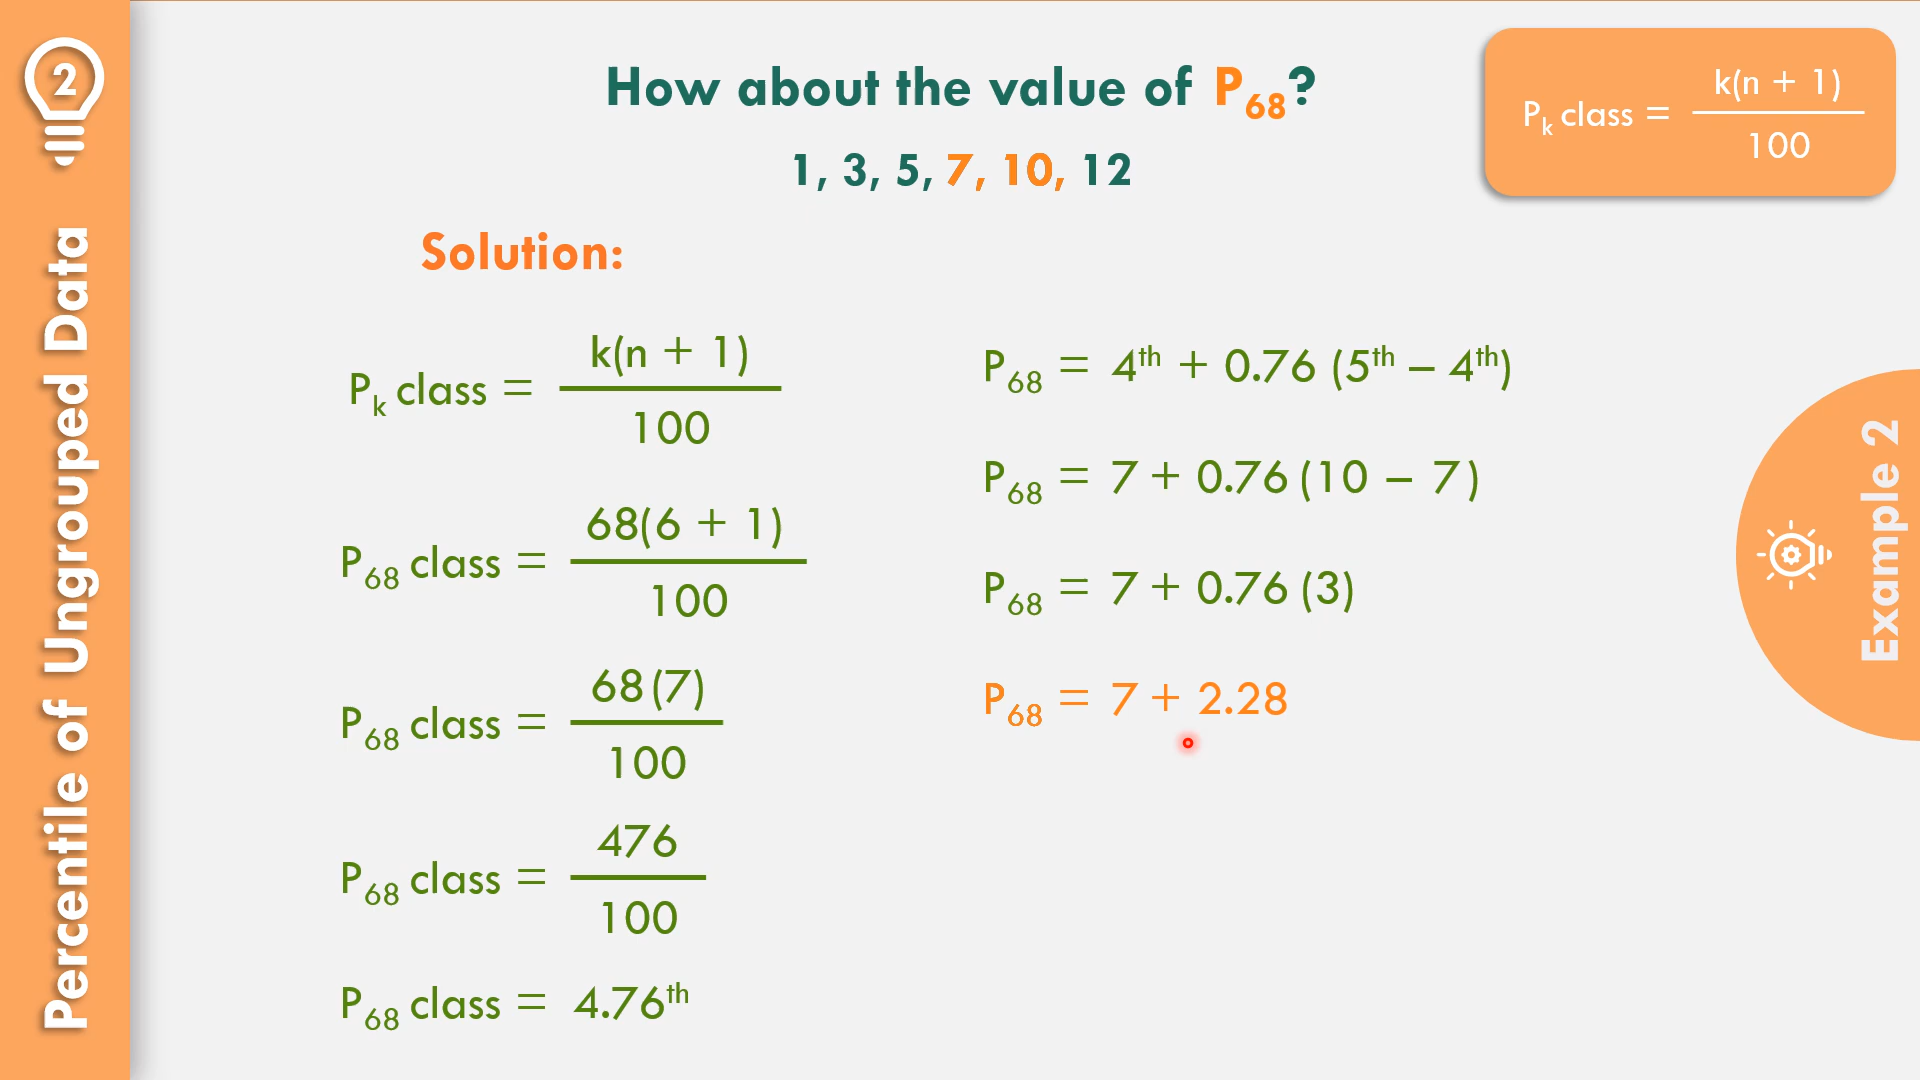 2
Percentile of Ungrouped Data
How about the value of P₆₈?
1, 3, 5, 7, 10, 12
Pₖ class = k(n + 1) / 100
Solution:
Pₖ class = k(n + 1) / 100
P₆₈ class = 68(6 + 1) / 100
P₆₈ class = 68(7) / 100
P₆₈ class = 476 / 100
P₆₈ class = 4.76ᵗʰ
P₆₈ = 4ᵗʰ + 0.76 (5ᵗʰ – 4ᵗʰ)
P₆₈ = 7 + 0.76 (10 – 7)
P₆₈ = 7 + 0.76 (3)
P₆₈ = 7 + 2.28
Example 2